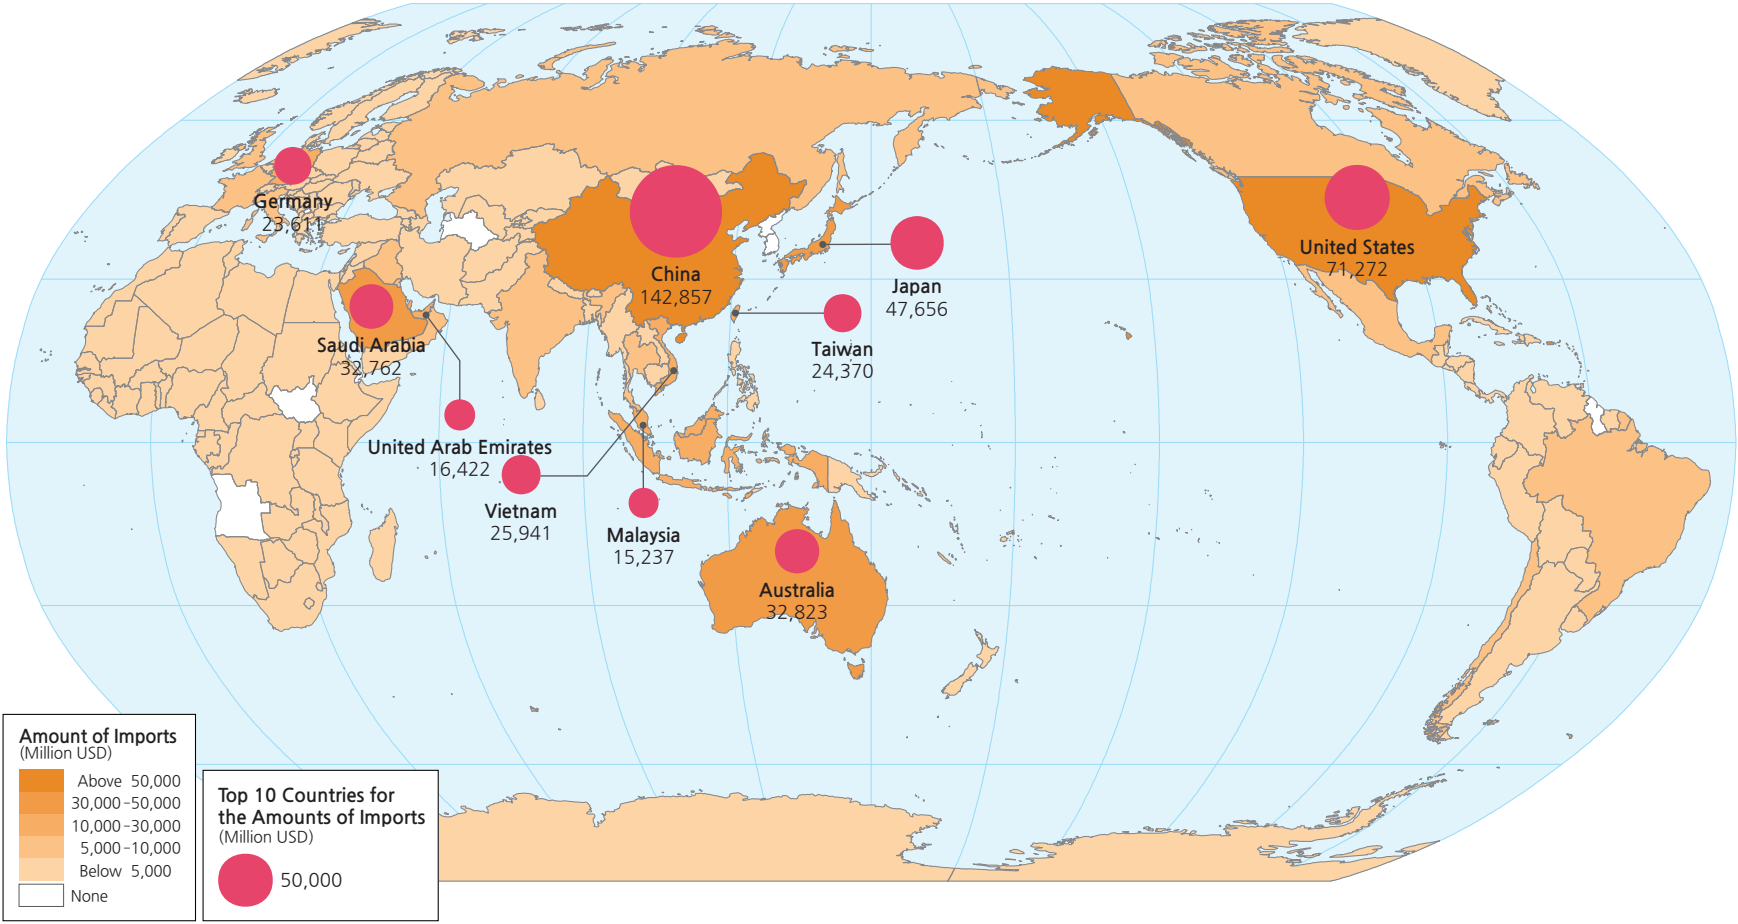 Germany
23,611
China
142,857
United States
71,272
Japan
47,656
Saudi Arabia
32,762
Taiwan
24,370
United Arab Emirates
16,422
Vietnam
25,941
Malaysia
15,237
Australia
32,823
Amount of Imports
(Million USD)
Above 50,000
30,000-50,000
10,000-30,000
5,000-10,000
Below 5,000
None
Top 10 Countries for
the Amounts of Imports
(Million USD)
50,000